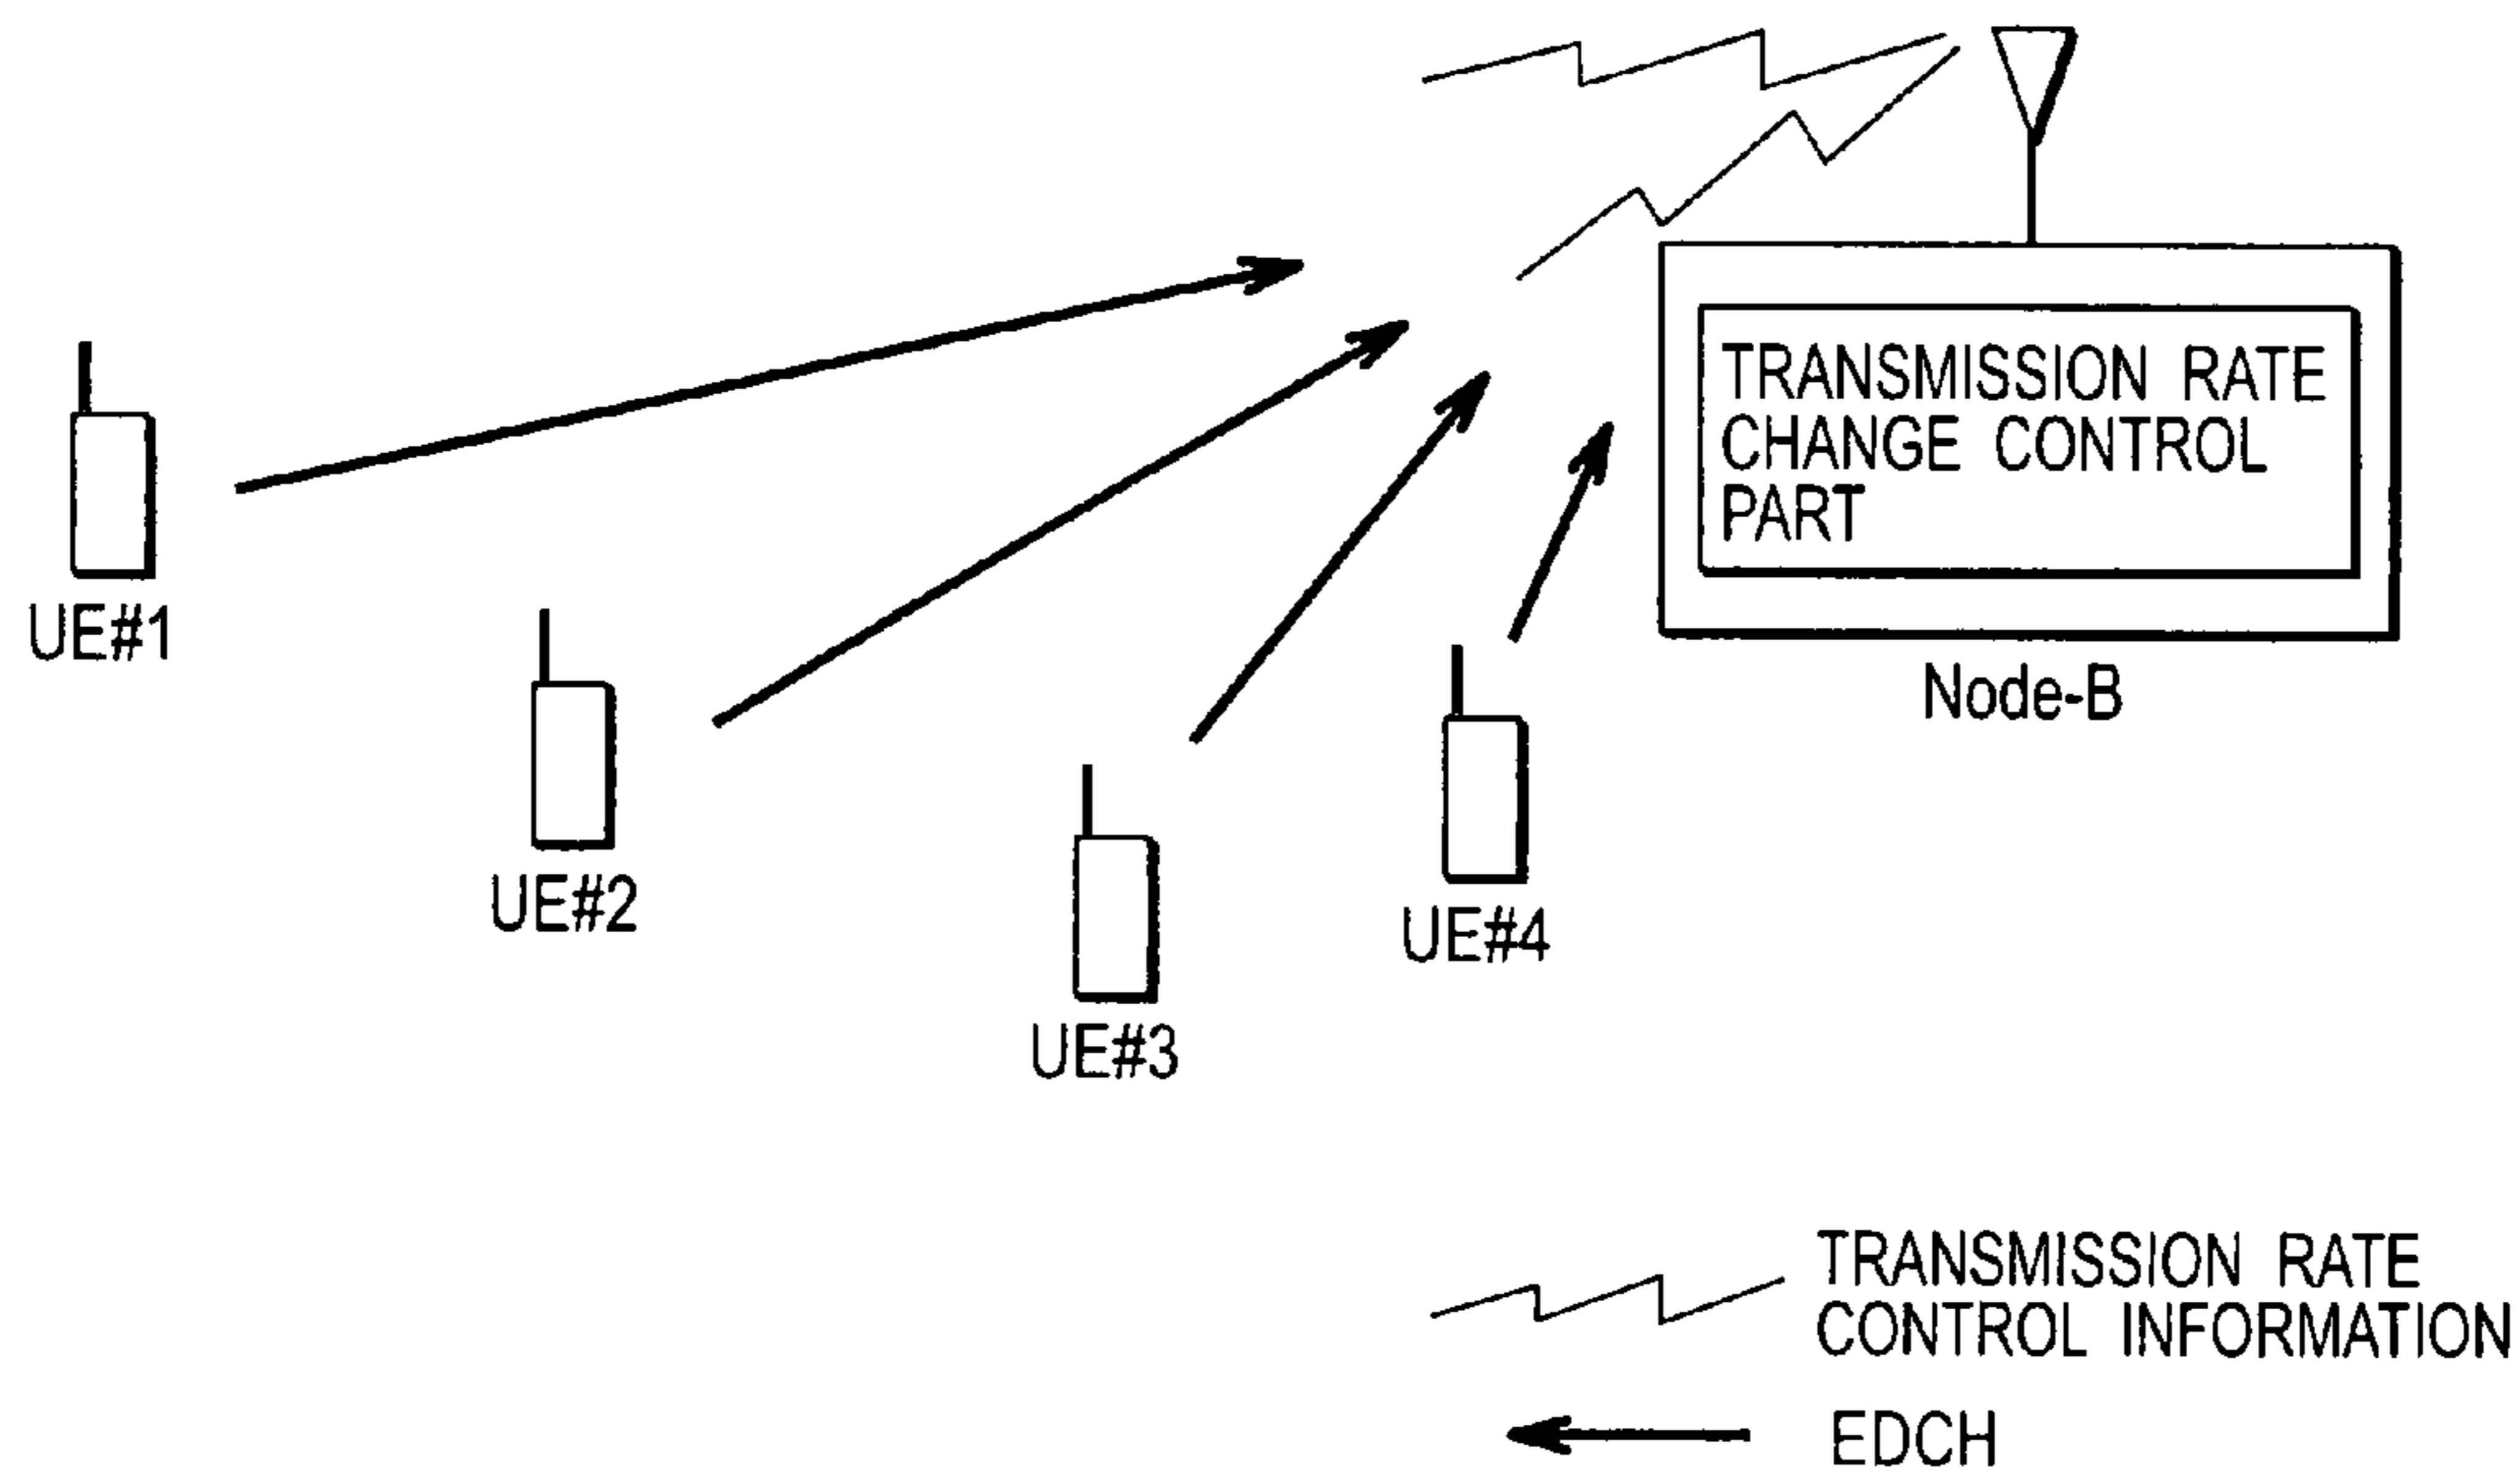 TRANSMISSION RATE
CHANGE CONTROL
PART
Node-B
UE#1
UE#2
UE#3
UE#4
TRANSMISSION RATE
CONTROL INFORMATION
EDCH